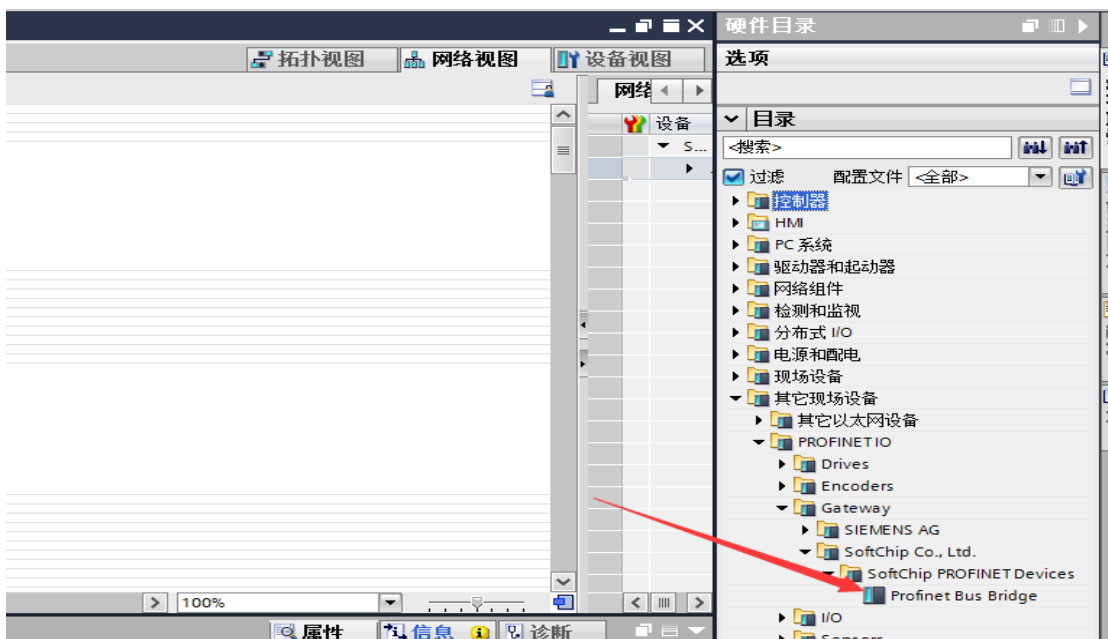 硬件目录
拓扑视图 网络视图 设备视图
选项
网络
目录
设备
<搜索>
S...
过滤 配置文件 <全部>
控制器
HMI
PC 系统
驱动器和起动器
网络组件
检测和监视
分布式 I/O
电源和配电
现场设备
其它现场设备
其它以太网设备
PROFINET IO
Drives
Encoders
Gateway
SIEMENS AG
SoftChip Co., Ltd.
SoftChip PROFINET Devices
Profinet Bus Bridge
100%
I/O
Sensors
属性 信息 诊断